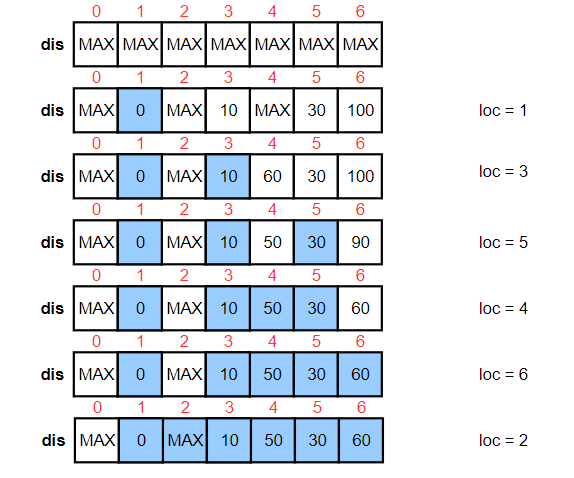 0 1 2 3 4 5 6
dis MAX MAX MAX MAX MAX MAX MAX
0 1 2 3 4 5 6
dis MAX 0 MAX 10 MAX 30 100 loc = 1
0 1 2 3 4 5 6
dis MAX 0 MAX 10 60 30 100 loc = 3
0 1 2 3 4 5 6
dis MAX 0 MAX 10 50 30 90 loc = 5
0 1 2 3 4 5 6
dis MAX 0 MAX 10 50 30 60 loc = 4
0 1 2 3 4 5 6
dis MAX 0 MAX 10 50 30 60 loc = 6
0 1 2 3 4 5 6
dis MAX 0 MAX 10 50 30 60 loc = 2